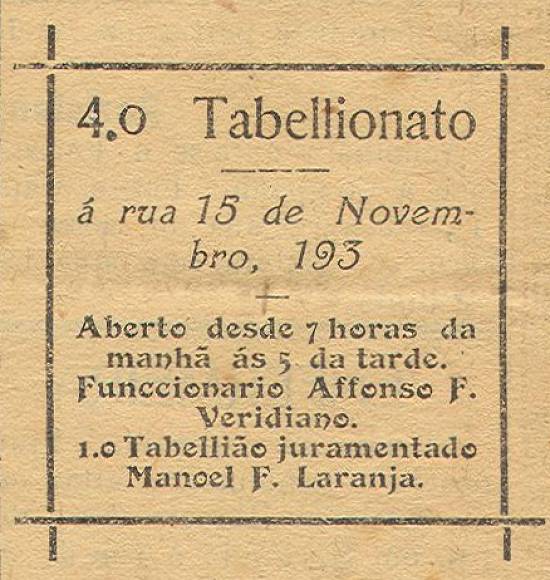 4.o Tabellionato
á rua 15 de Novem-
bro, 193
Aberto desde 7 horas da
manhã ás 5 da tarde.
Funccionario Affonso F.
Veridiano.
1.o Tabellião juramentado
Manoel F. Laranja.